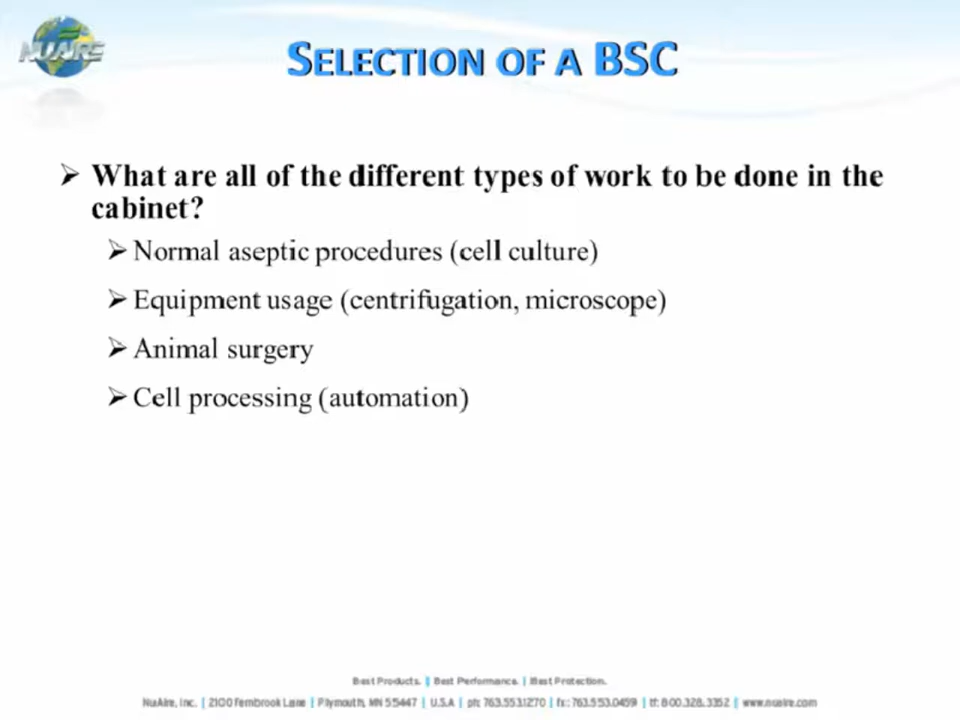 NUAIRE
SELECTION OF A BSC
➢ What are all of the different types of work to be done in the
cabinet?
➢ Normal aseptic procedures (cell culture)
➢ Equipment usage (centrifugation, microscope)
➢ Animal surgery
➢ Cell processing (automation)
Best Products. | Best Performance. | Best Protection.
NuAire, Inc. | 2100 Fernbrook Lane | Plymouth, MN 55447 | U.S.A | ph: 763.553.1270 | fx: 763.553.0459 | tf: 800.328.3352 | www.nuaire.com